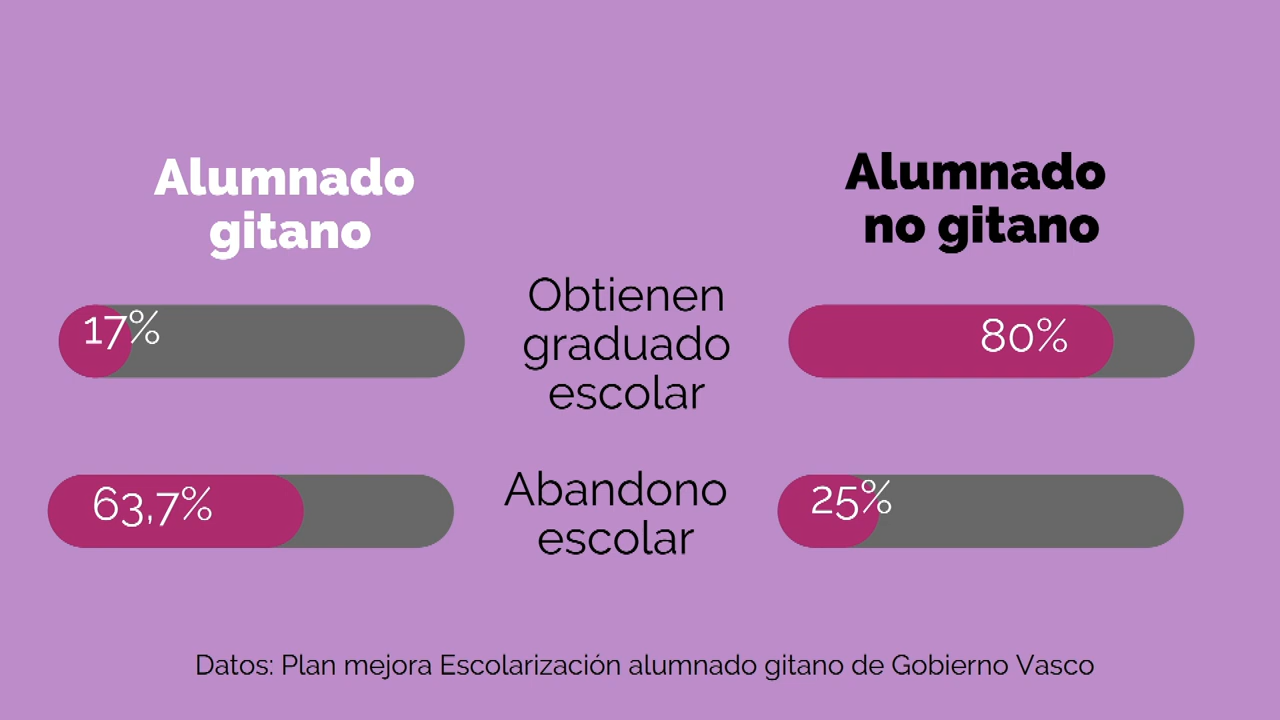 Alumnado
gitano
Alumnado
no gitano
Obtienen
graduado
escolar
17%
80%
Abandono
escolar
63,7%
25%
Datos: Plan mejora Escolarización alumnado gitano de Gobierno Vasco